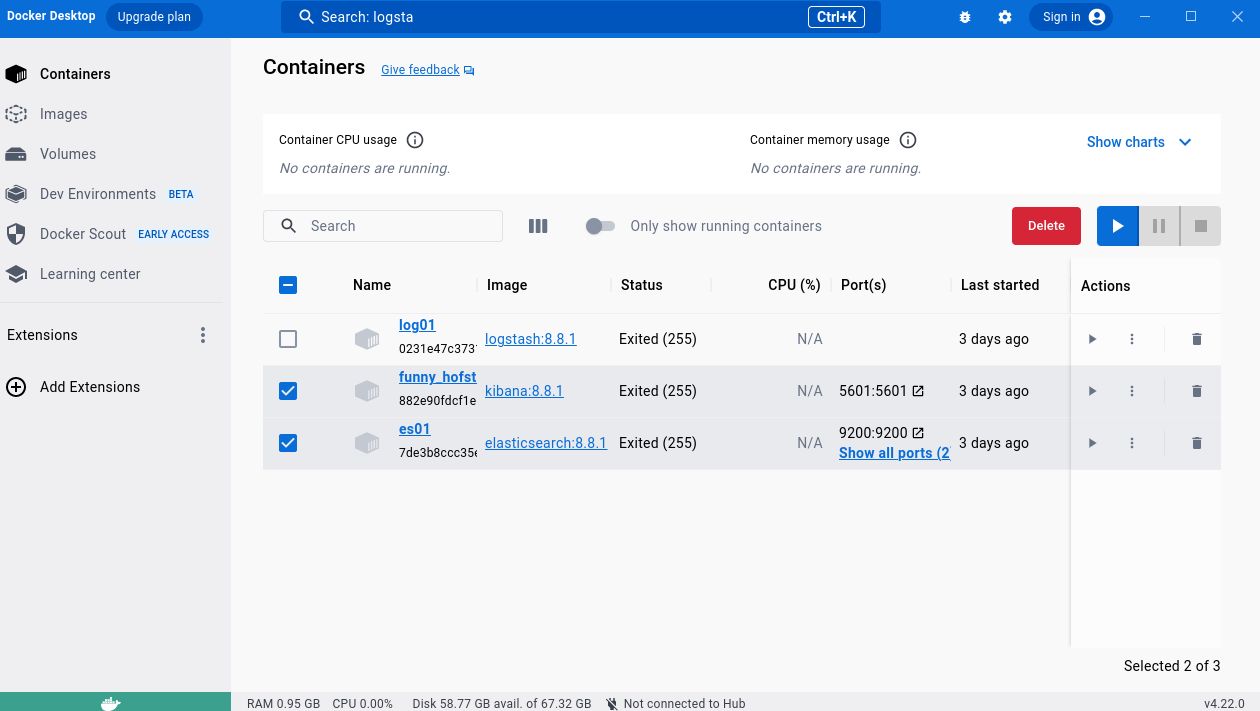 Docker Desktop Upgrade plan Search: logsta Ctrl+K Sign in
Containers
Images
Volumes
Dev Environments BETA
Docker Scout EARLY ACCESS
Learning center
Extensions
Add Extensions
Containers Give feedback
Container CPU usage
No containers are running.
Container memory usage
No containers are running.
Show charts
Search
Only show running containers
Delete
Name Image Status CPU (%) Port(s) Last started Actions
log01
0231e47c373
logstash:8.8.1 Exited (255) N/A 3 days ago
funny_hofst
882e90fdcf1e
kibana:8.8.1 Exited (255) N/A 5601:5601 3 days ago
es01
7de3b8ccc35e
elasticsearch:8.8.1 Exited (255) N/A 9200:9200 3 days ago
Show all ports (2
Selected 2 of 3
RAM 0.95 GB CPU 0.00% Disk 58.77 GB avail. of 67.32 GB Not connected to Hub v4.22.0